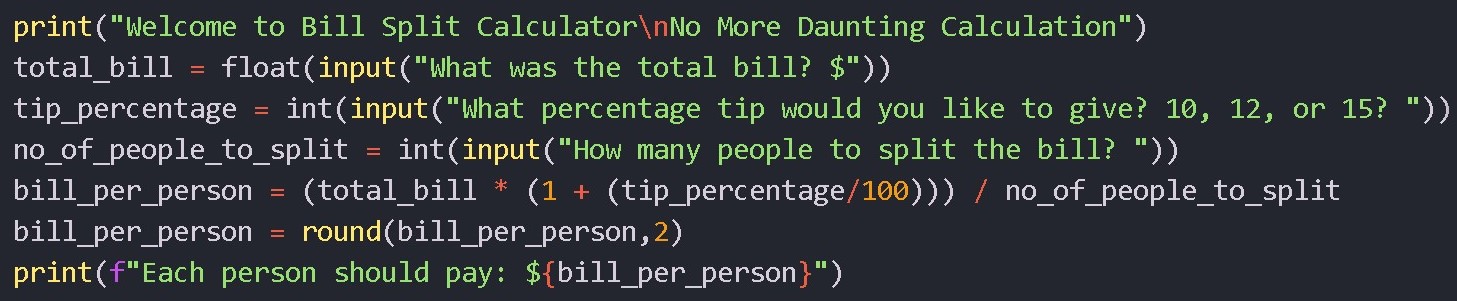 print("Welcome to Bill Split Calculator\nNo More Daunting Calculation")
total_bill = float(input("What was the total bill? $"))
tip_percentage = int(input("What percentage tip would you like to give? 10, 12, or 15? "))
no_of_people_to_split = int(input("How many people to split the bill? "))
bill_per_person = (total_bill * (1 + (tip_percentage/100))) / no_of_people_to_split
bill_per_person = round(bill_per_person,2)
print(f"Each person should pay: ${bill_per_person}")